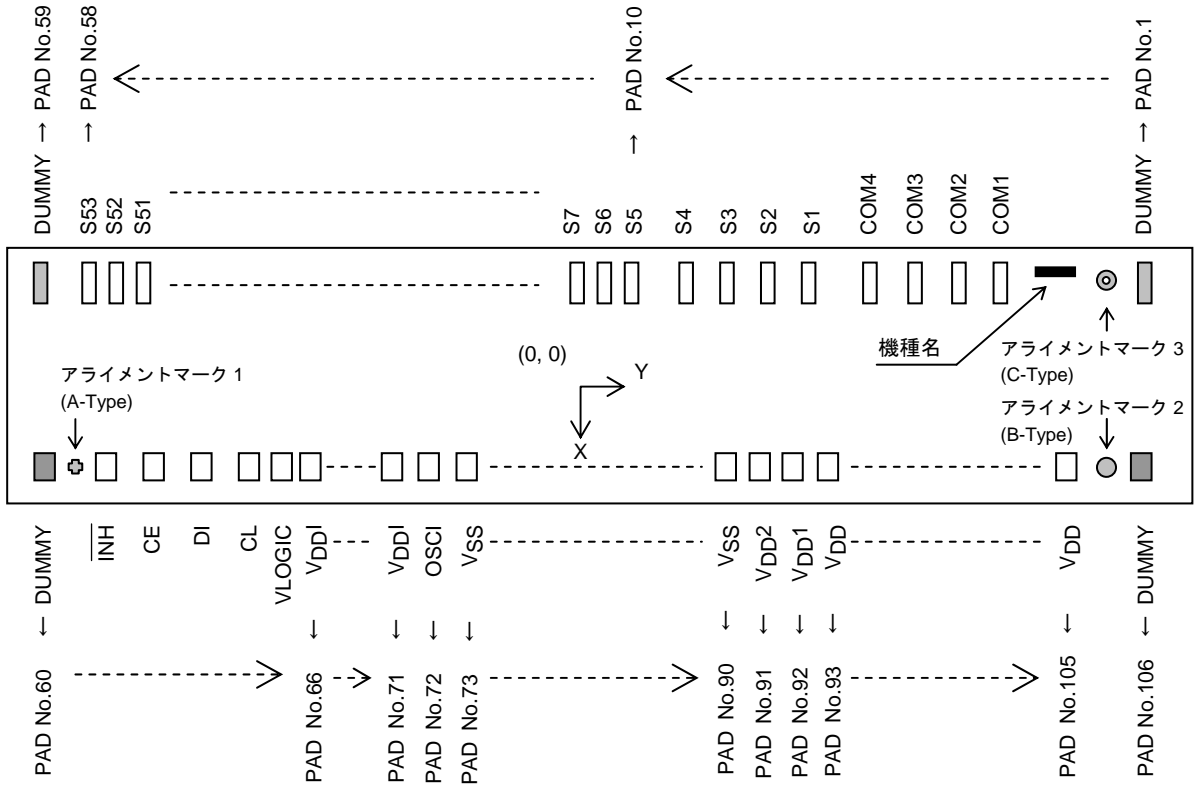 DUMMY → PAD No.59
→ PAD No.58
→ PAD No.10
DUMMY → PAD No.1
S53
S52
S51
S7
S6
S5
S4
S3
S2
S1
COM4
COM3
COM2
COM1
機種名
アライメントマーク 3
(C-Type)
(0, 0)
Y
X
アライメントマーク 1
(A-Type)
アライメントマーク 2
(B-Type)
PAD No.60 ← DUMMY
INH
CE
DI
CL
VLOGIC
PAD No.66 ← VDDI
PAD No.71 ← VDDI
PAD No.72 ← OSCI
PAD No.73 ← VSS
PAD No.90 ← VSS
PAD No.91 ← VDD2
PAD No.92 ← VDD1
PAD No.93 ← VDD
PAD No.105 ← VDD
PAD No.106 ← DUMMY